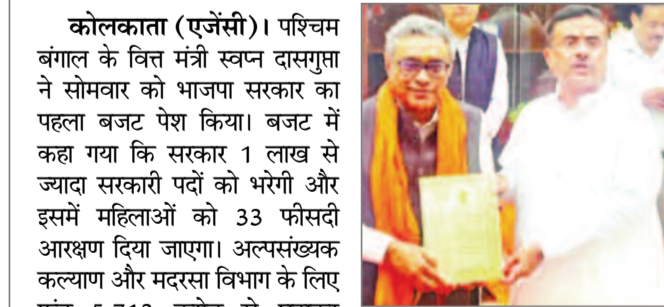 कोलकाता (एजेंसी)। पश्चिम
बंगाल के वित्त मंत्री स्वप्न दासगुप्ता
ने सोमवार को भाजपा सरकार का
पहला बजट पेश किया। बजट में
कहा गया कि सरकार 1 लाख से
ज्यादा सरकारी पदों को भरेगी और
इसमें महिलाओं को 33 फीसदी
आरक्षण दिया जाएगा। अल्पसंख्यक
कल्याण और मदरसा विभाग के लिए